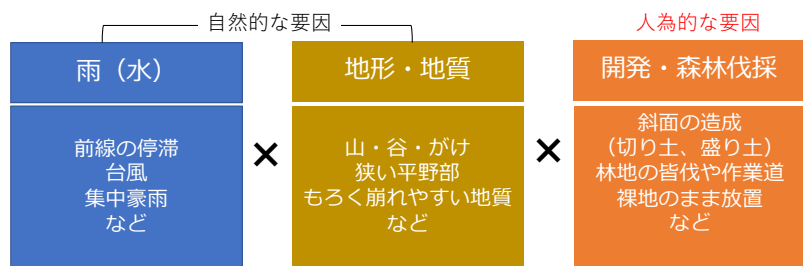 自然的な要因
人為的な要因
雨（水）
前線の停滞
台風
集中豪雨
など
×
地形・地質
山・谷・がけ
狭い平野部
もろく崩れやすい地質
など
×
開発・森林伐採
斜面の造成
（切り土、盛り土）
林地の皆伐や作業道
裸地のまま放置
など